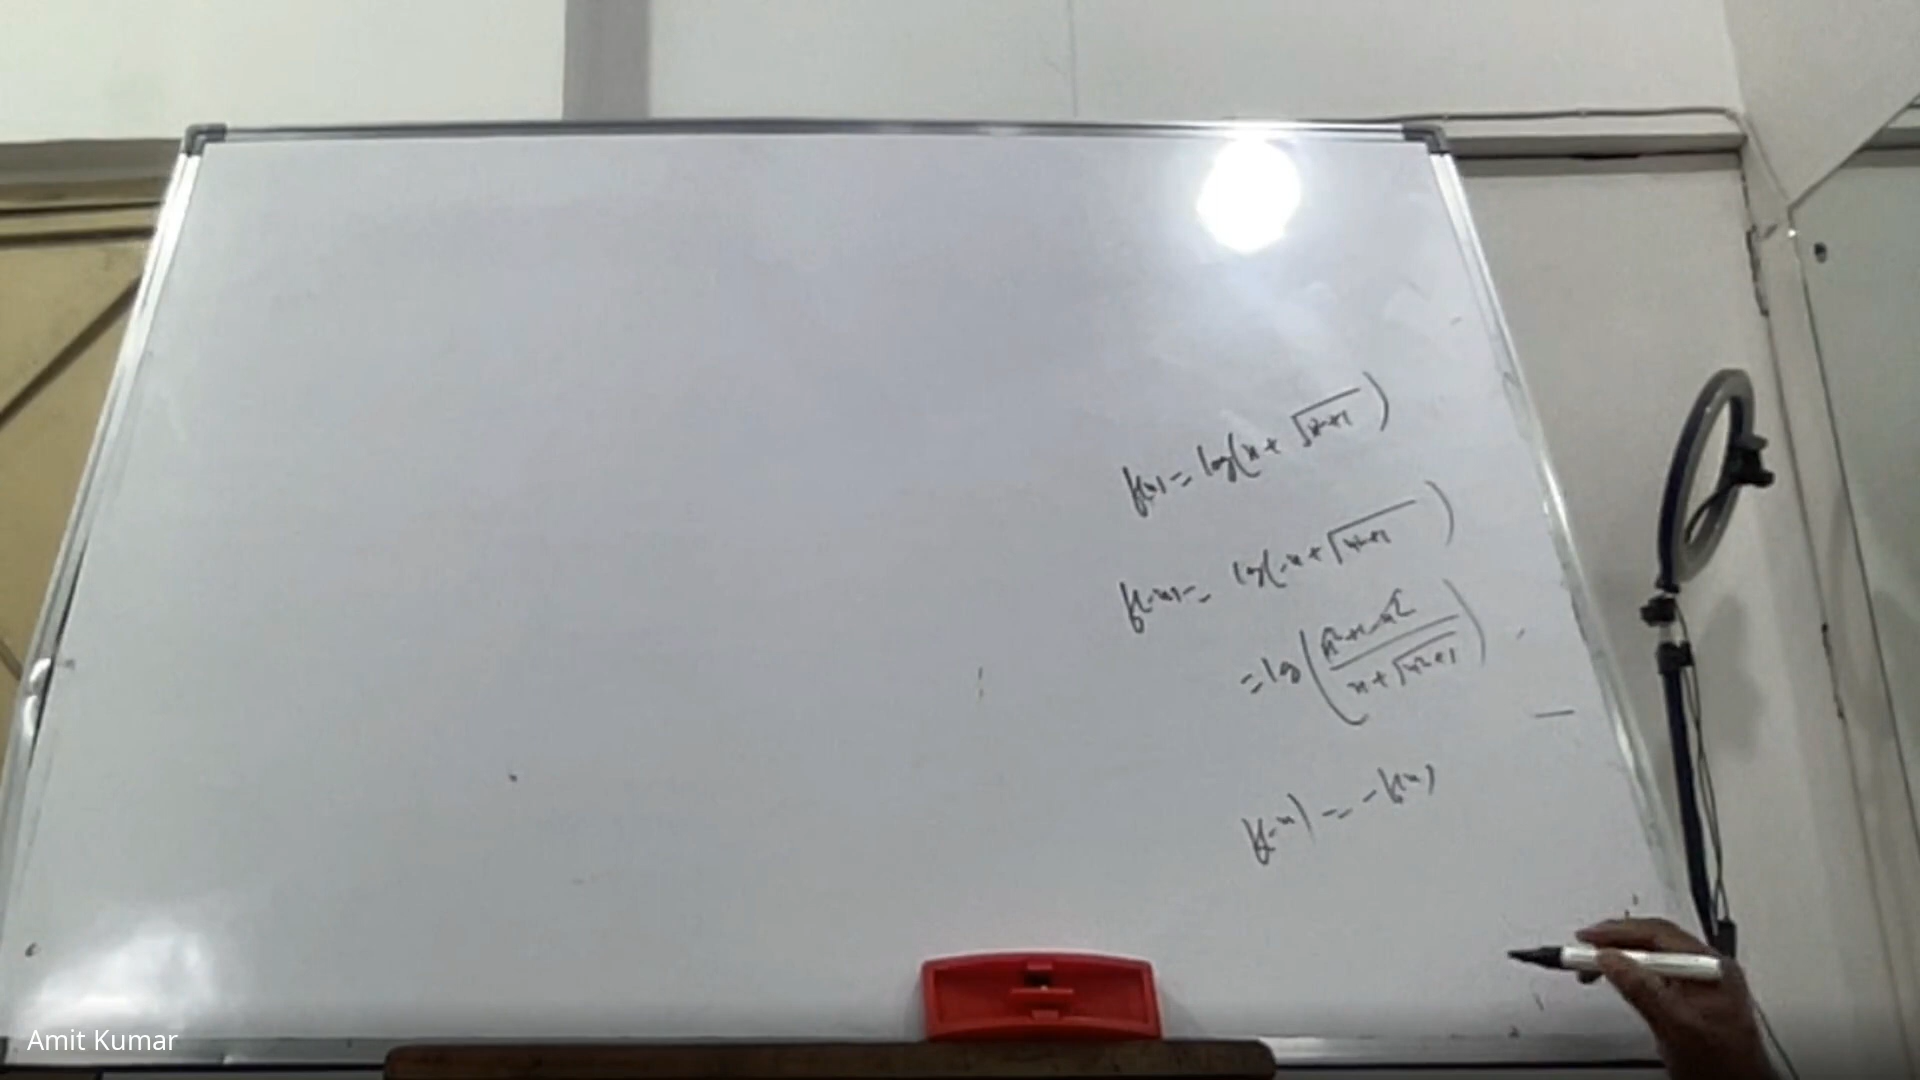 f(x) = log(x + √x²+1)
f(-x) = log(-x + √x²+1)
= log(x²+1-x² / x+√x²+1)
f(-x) = -f(x)
Amit Kumar